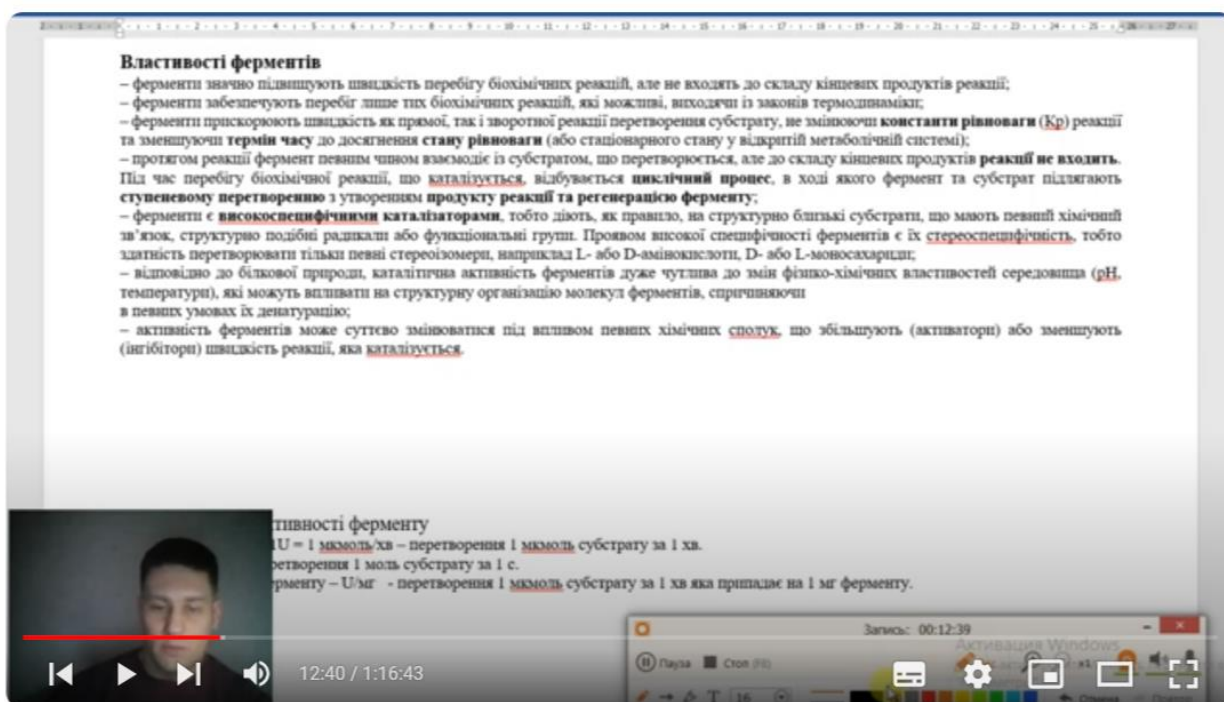 Властивості ферментів
– ферменти значно підвищують швидкість перебігу біохімічних реакцій, але не входять до складу кінцевих продуктів реакції;
– ферменти забезпечують перебіг лише тих біохімічних реакцій, які можливі, виходячи із законів термодинаміки;
– ферменти прискорюють швидкість як прямої, так і зворотної реакції перетворення субстрату, не змінюючи константи рівноваги (Кр) реакції
та зменшуючи термін часу до досягнення стану рівноваги (або стаціонарного стану у відкритій метаболічній системі);
– протягом реакції фермент певним чином взаємодіє із субстратом, що перетворюється, але до складу кінцевих продуктів реакції не входить.
Під час перебігу біохімічної реакції, що каталізується, відбувається циклічний процес, в ході якого фермент та субстрат підлягають
ступеневому перетворенню з утворенням продукту реакції та регенерацією ферменту;
– ферменти є високоспецифічними каталізаторами, тобто діють, як правило, на структурно близькі субстрати, що мають певний хімічний
зв’язок, структурно подібні радикали або функціональні групи. Проявом високої специфічності ферментів є їх стереоспецифічність, тобто
здатність перетворювати тільки певні стереоізомери, наприклад L- або D-амінокислоти, D- або L-моносахариди;
– відповідно до білкової природи, каталітична активність ферментів дуже чутлива до змін фізико-хімічних властивостей середовища (рН,
температури), які можуть впливати на структурну організацію молекул ферментів, спричиняючи
в певних умовах їх денатурацію;
– активність ферментів може суттєво змінюватися під впливом певних хімічних сполук, що збільшують (активатори) або зменшують
(інгібітори) швидкість реакції, яка каталізується.
тивності ферменту
1U = 1 мкмоль/хв – перетворення 1 мкмоль субстрату за 1 хв.
ретворення 1 моль субстрату за 1 с.
рменту – U/мг - перетворення 1 мкмоль субстрату за 1 хв яка припадає на 1 мг ферменту.
Запись: 00:12:39
Активация Windows
Пауза Стоп (F8) x1
12:40 / 1:16:43
T 16 Отмена